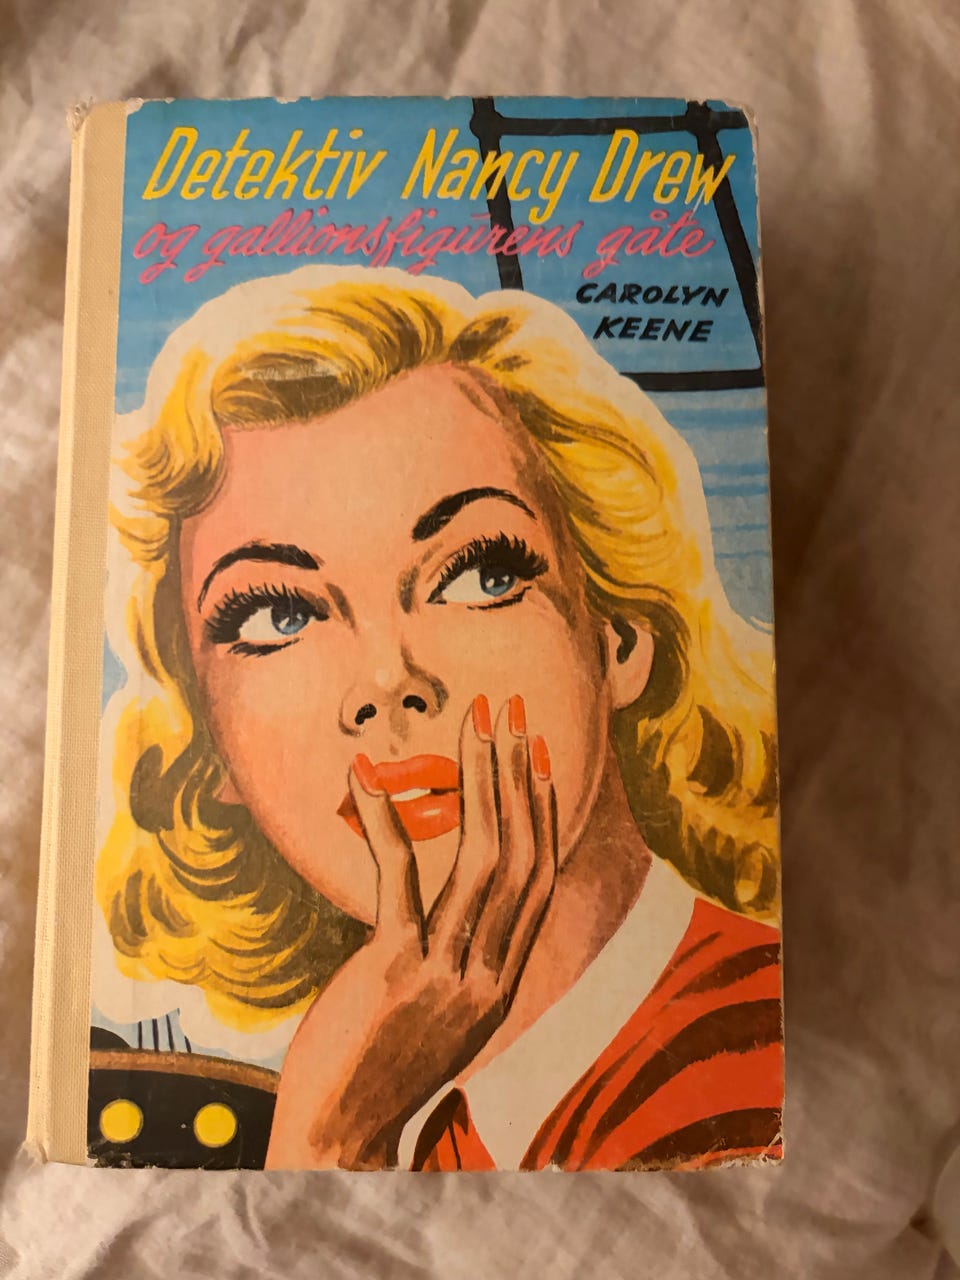 Detektiv Nancy Drew
og gallionsfigurens gåte
CAROLYN
KEENE